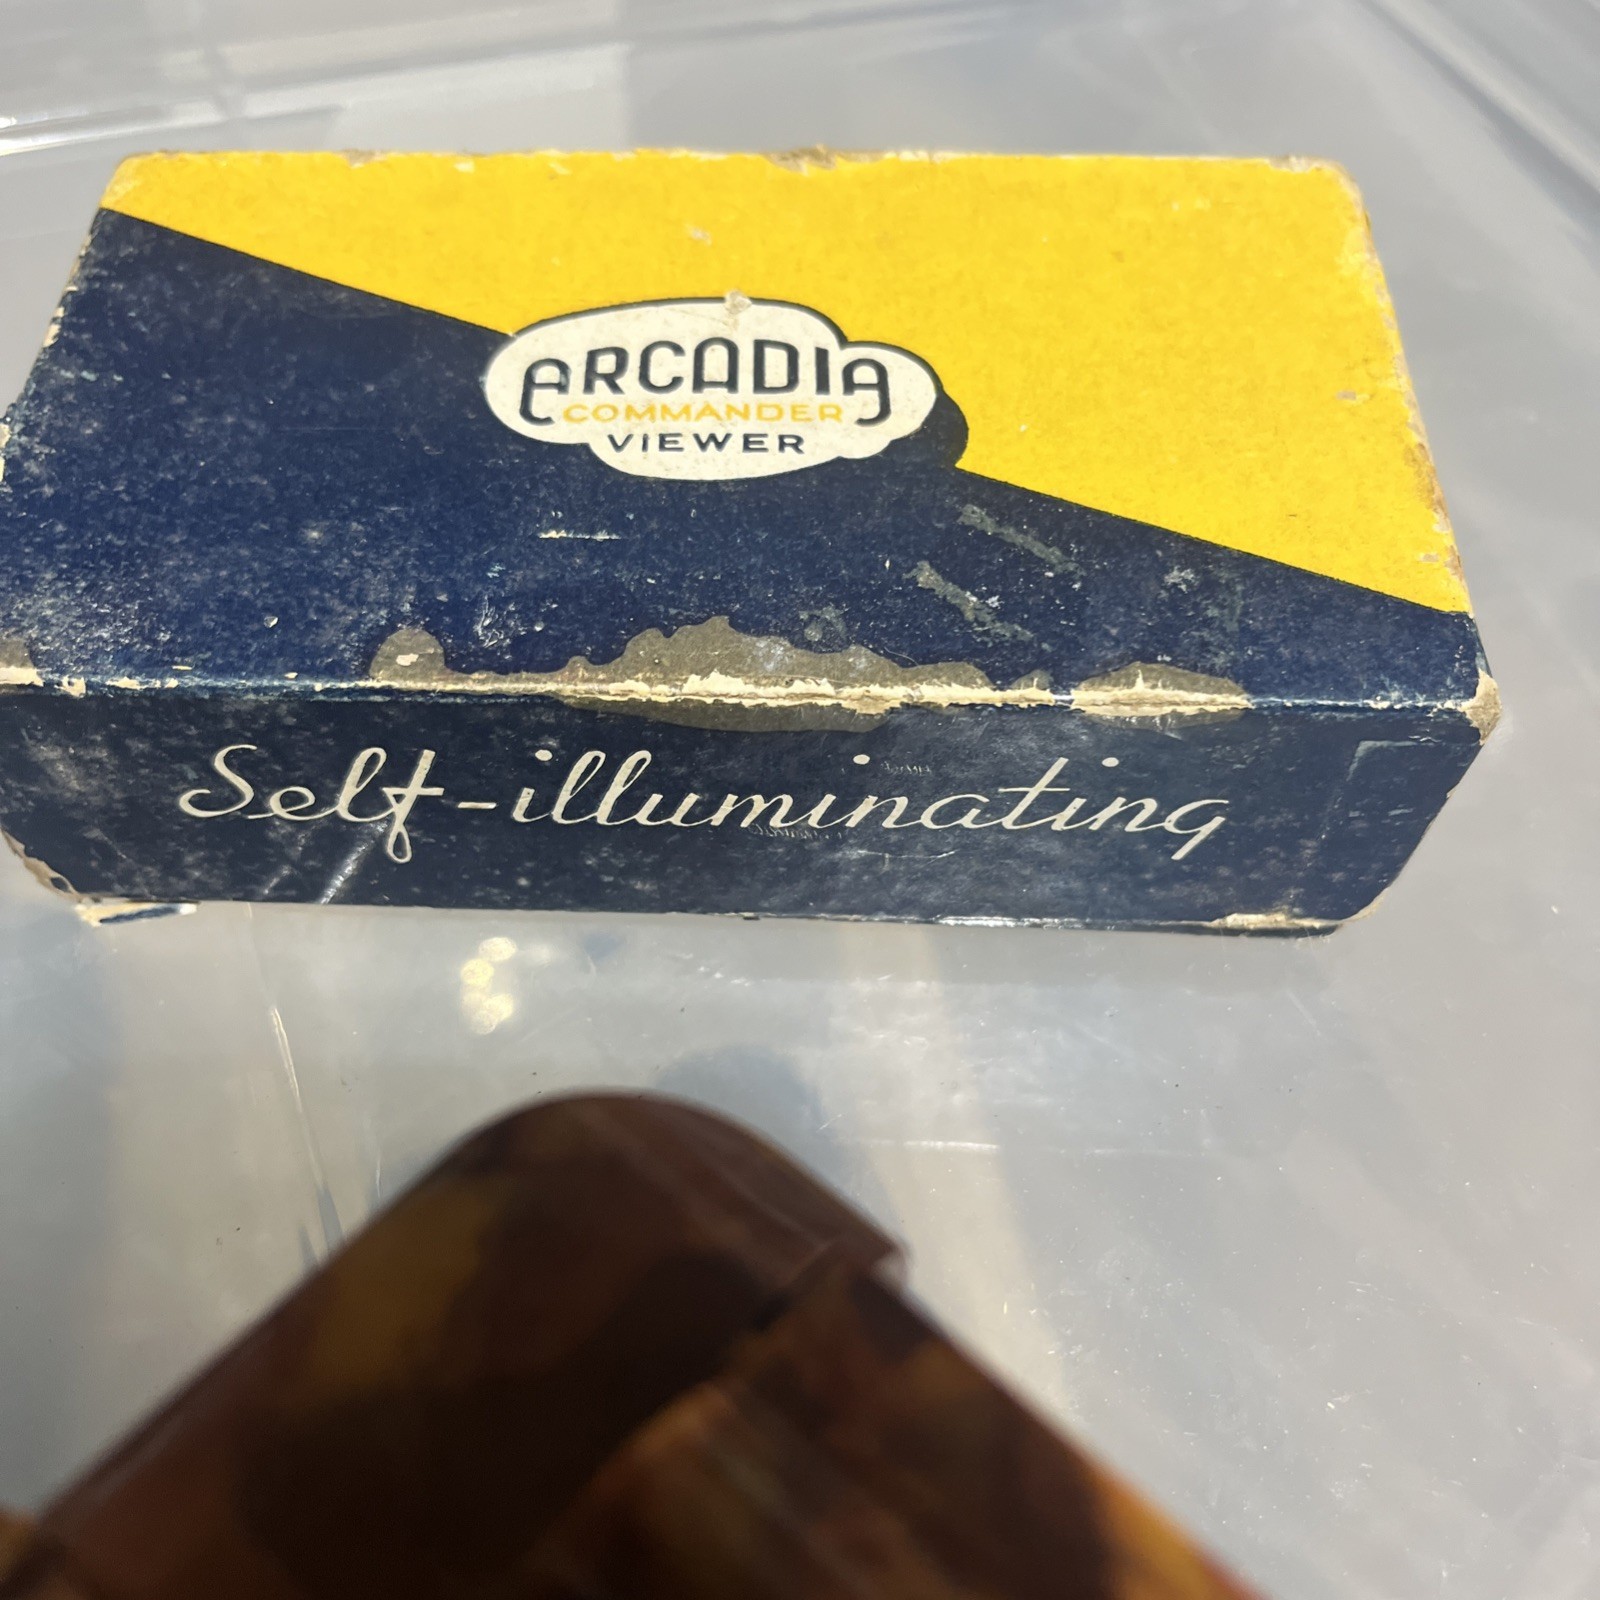 ARCADIA
COMMANDER
VIEWER
Self-illuminating